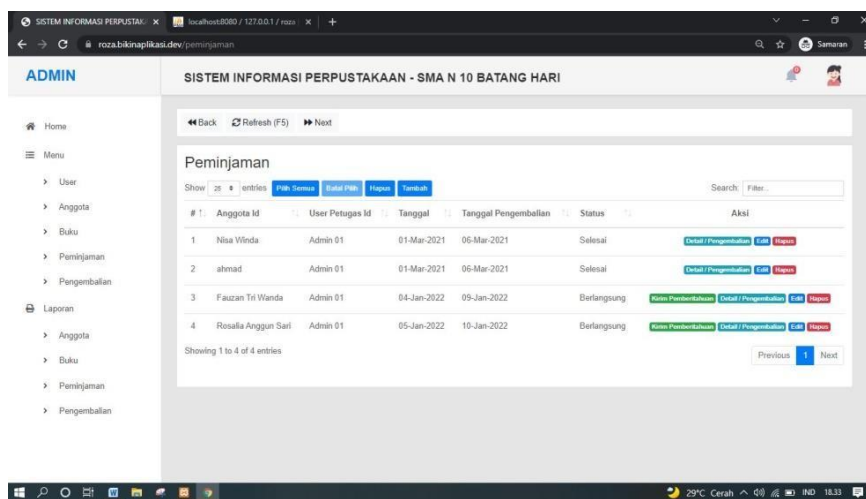 SISTEM INFORMASI PERPUSTAK
localhost:8080 / 127.0.0.1 / roza
roza.bikinaplikasi.dev/peminjaman
Samaran
ADMIN
SISTEM INFORMASI PERPUSTAKAAN - SMA N 10 BATANG HARI
Home
Menu
User
Anggota
Buku
Peminjaman
Pengembalian
Laporan
Anggota
Buku
Peminjaman
Pengembalian
Back Refresh (F5) Next
Peminjaman
Show 25 entries Pilih Semua Batal Pilih Hapus Tambah Search: Filter...
# Anggota Id User Petugas Id Tanggal Tanggal Pengembalian Status Aksi
1 Nisa Winda Admin 01 01-Mar-2021 06-Mar-2021 Selesai Detail / Pengembalian Edit Hapus
2 ahmad Admin 01 01-Mar-2021 06-Mar-2021 Selesai Detail / Pengembalian Edit Hapus
3 Fauzan Tri Wanda Admin 01 04-Jan-2022 09-Jan-2022 Berlangsung Kirim Pemberitahuan Detail / Pengembalian Edit Hapus
4 Rosalia Anggun Sari Admin 01 05-Jan-2022 10-Jan-2022 Berlangsung Kirim Pemberitahuan Detail / Pengembalian Edit Hapus
Showing 1 to 4 of 4 entries Previous 1 Next
29°C Cerah IND 18.33